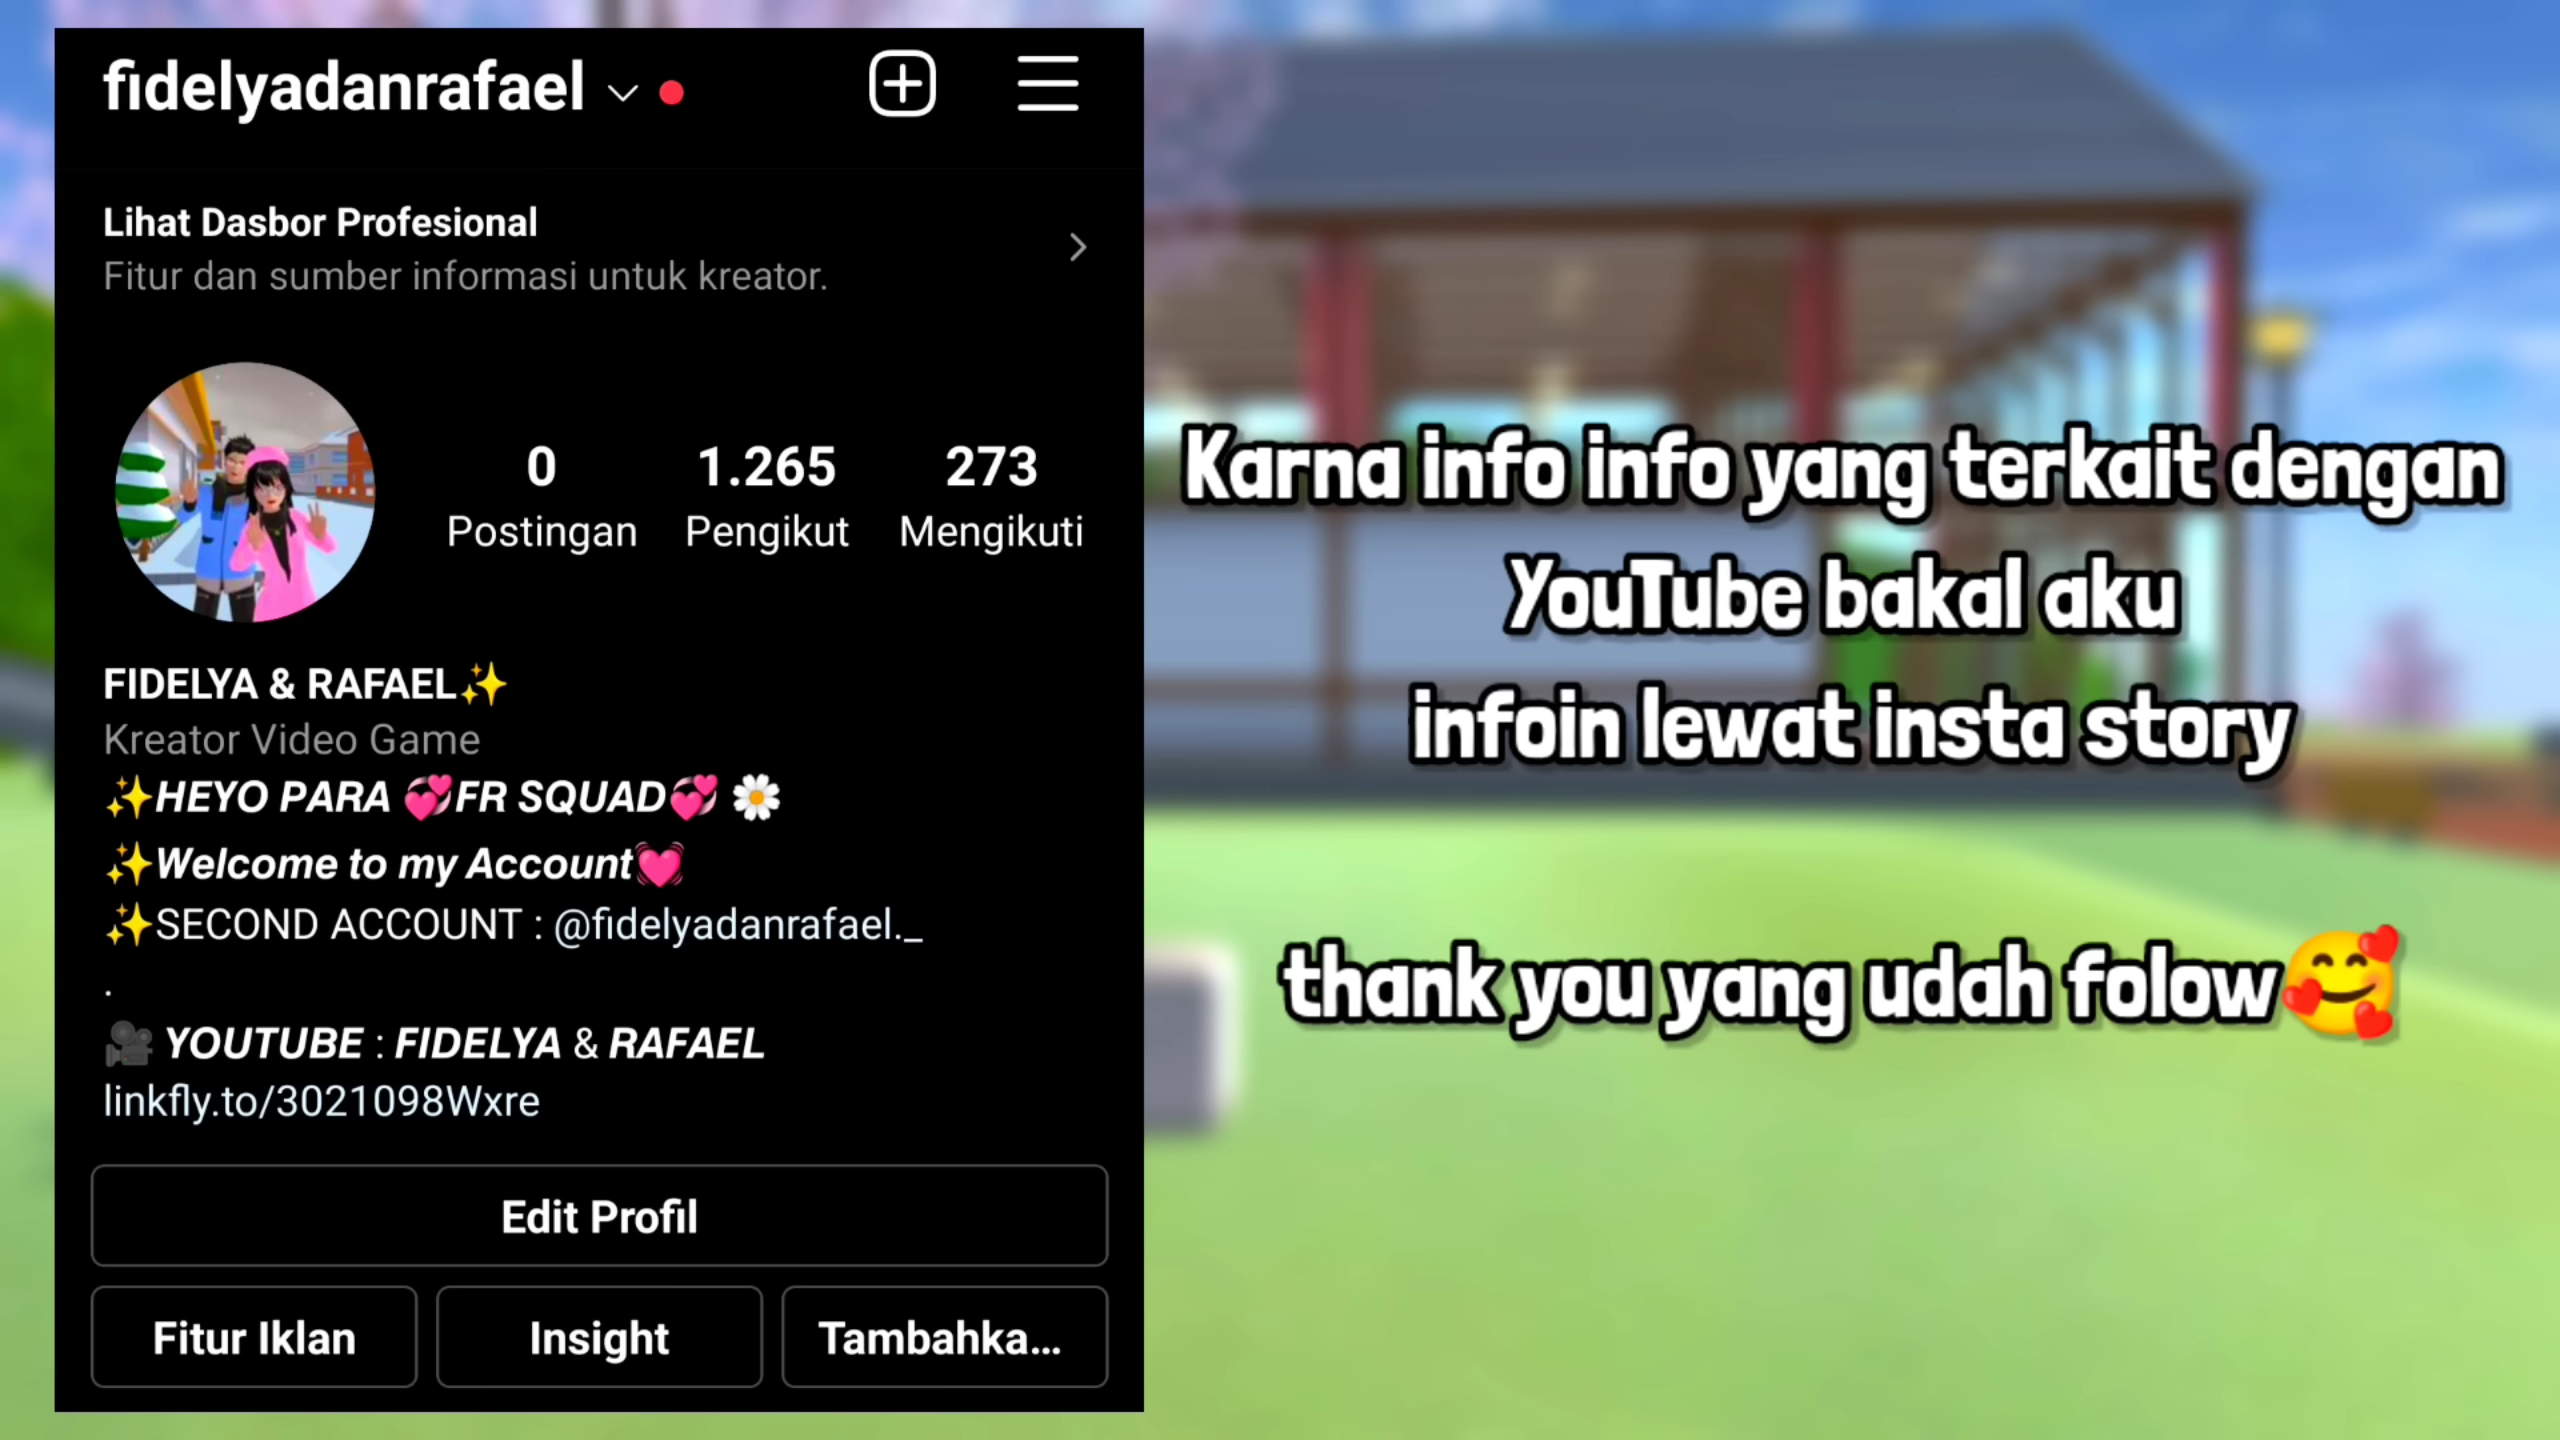 fidelyadanrafael
Lihat Dasbor Profesional
Fitur dan sumber informasi untuk kreator.
0 1.265 273
Postingan Pengikut Mengikuti
FIDELYA & RAFAEL✨
Kreator Video Game
✨HEYO PARA 💞FR SQUAD💞 🌼
✨Welcome to my Account💓
✨SECOND ACCOUNT : @fidelyadanrafael._
.
🎥 YOUTUBE : FIDELYA & RAFAEL
linkfly.to/3021098Wxre
Edit Profil
Fitur Iklan Insight Tambahka...
Karna info info yang terkait dengan
YouTube bakal aku
infoin lewat insta story
thank you yang udah folow🥰